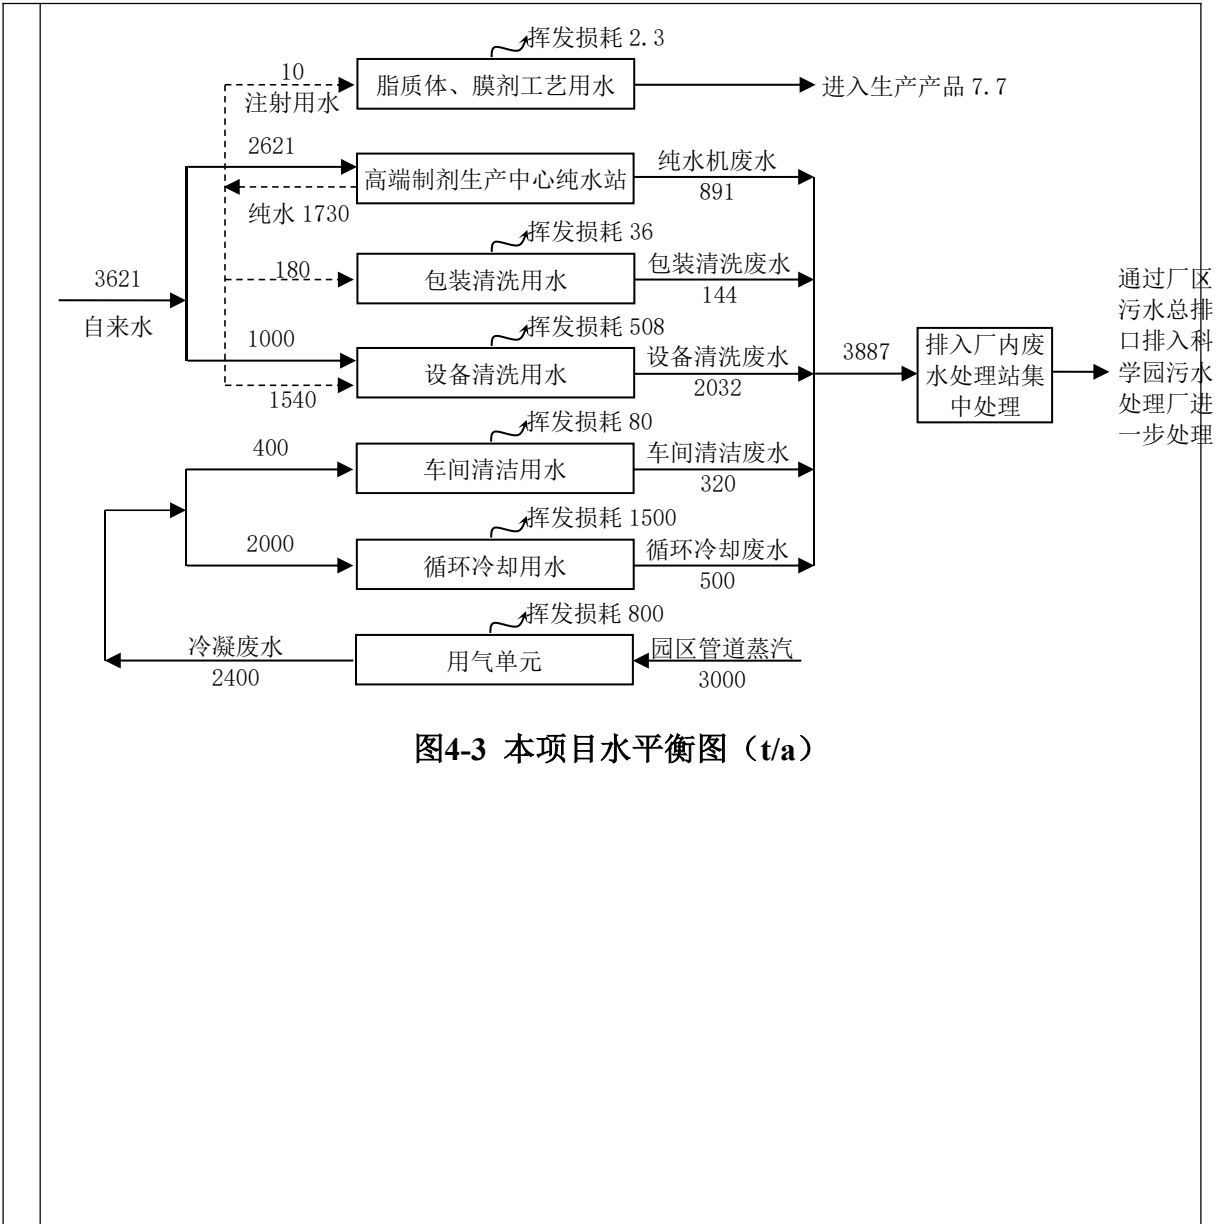 挥发损耗 2.3
10
脂质体、膜剂工艺用水
进入生产产品 7.7
注射用水
2621
高端制剂生产中心纯水站
纯水机废水
891
纯水 1730
挥发损耗 36
180
包装清洗用水
包装清洗废水
144
3621
自来水
挥发损耗 508
1000
设备清洗用水
设备清洗废水
2032
1540
3887
排入厂内废
水处理站集
中处理
通过厂区
污水总排
口排入科
学园污水
处理厂进
一步处理
挥发损耗 80
400
车间清洁用水
车间清洁废水
320
挥发损耗 1500
2000
循环冷却用水
循环冷却废水
500
挥发损耗 800
冷凝废水
2400
用气单元
园区管道蒸汽
3000
图4-3 本项目水平衡图（t/a）